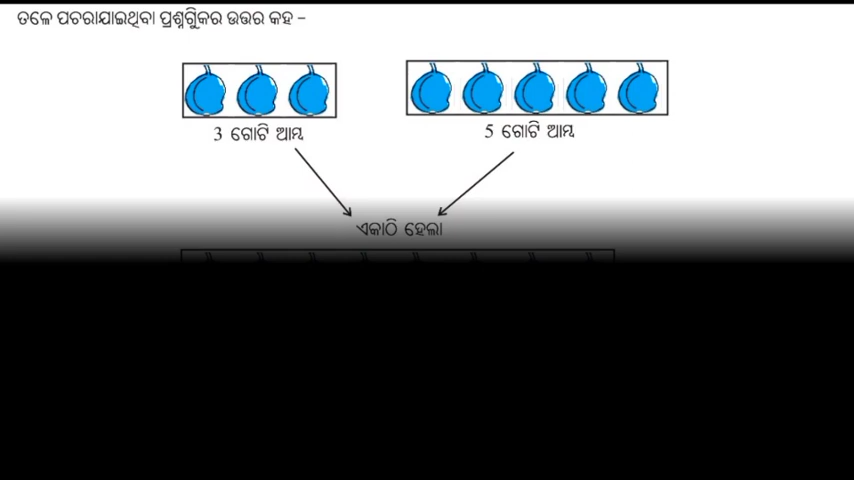 ତଳେ ପଚରାଯାଇଥିବା ପ୍ରଶ୍ନଗୁିକର ଉତ୍ତର କହ –
3 ଗୋଟି ଆମ୍ବ
5 ଗୋଟି ଆମ୍ବ
ଏକାଠି ହେଲା